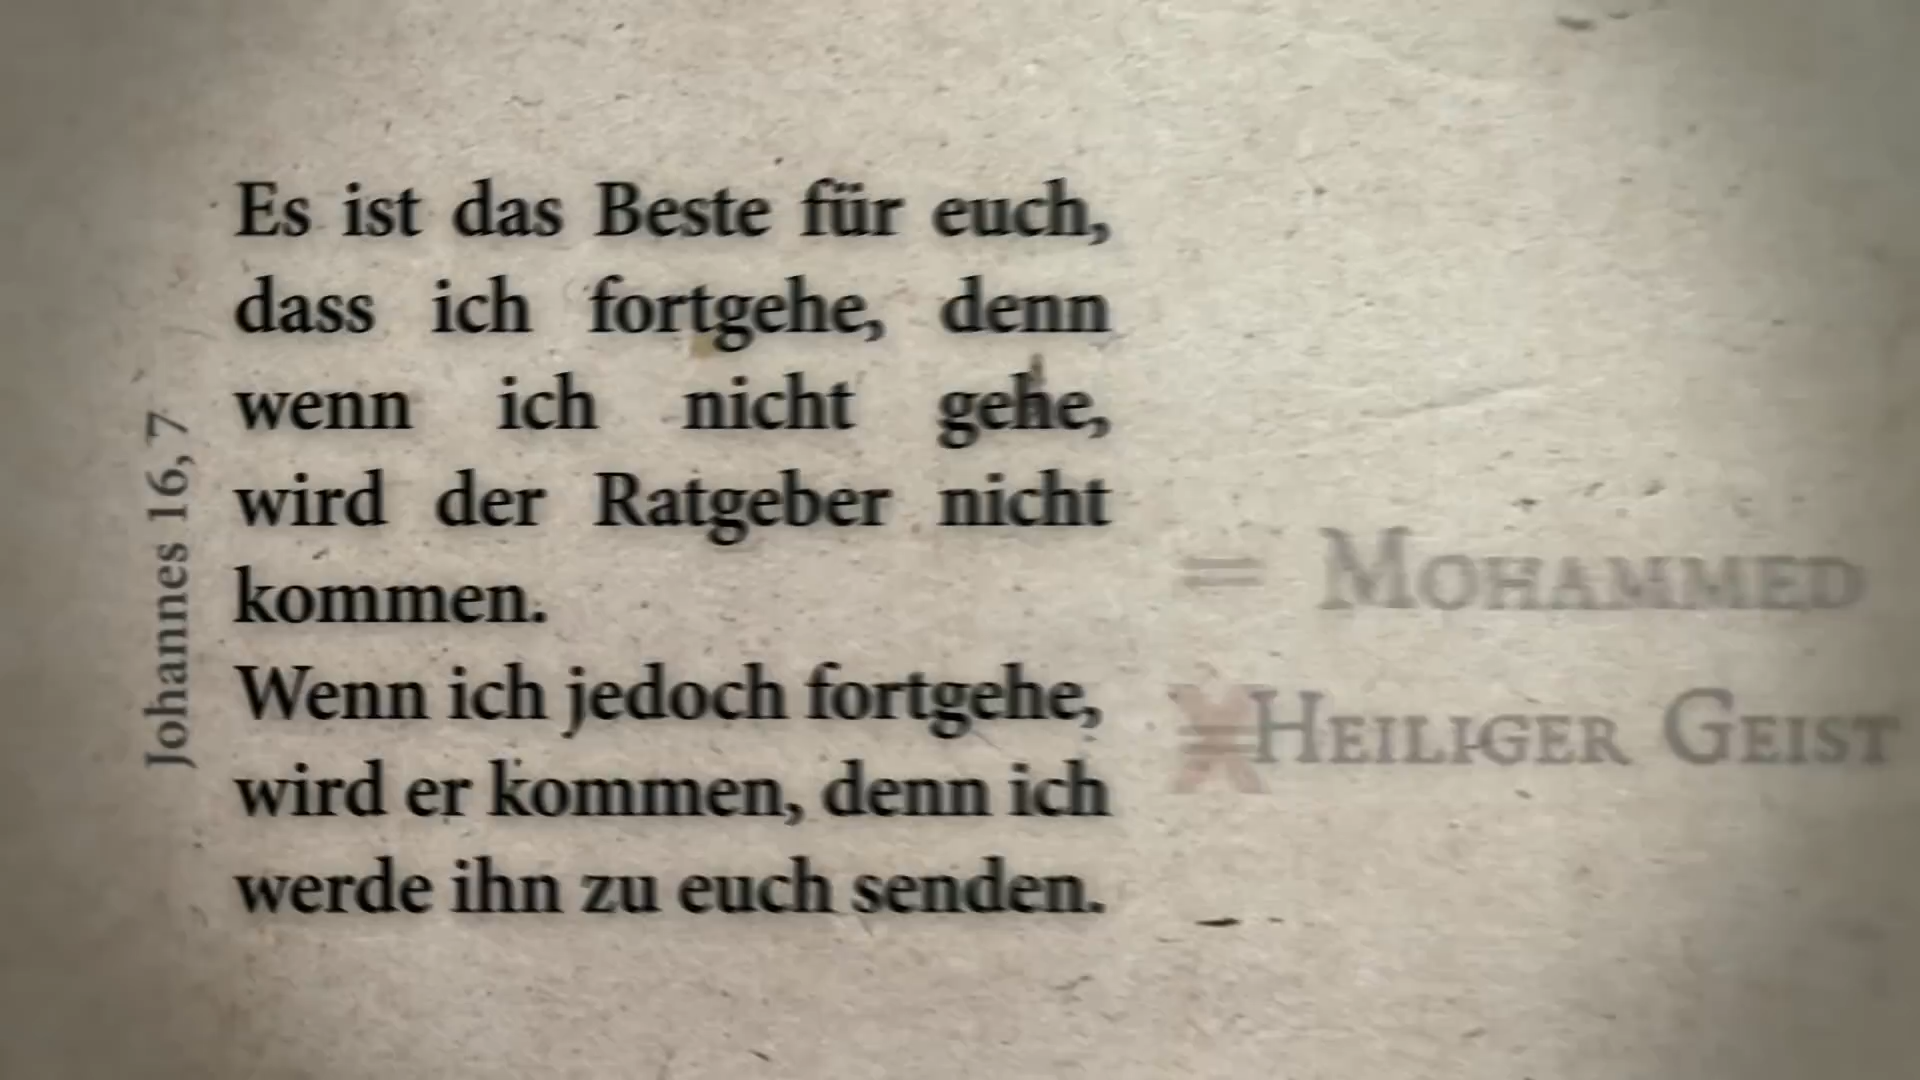 Johannes 16,7
Es ist das Beste für euch,
dass ich fortgehe, denn
wenn ich nicht gehe,
wird der Ratgeber nicht
kommen.
Wenn ich jedoch fortgehe,
wird er kommen, denn ich
werde ihn zu euch senden.
= MOHAMMED
= HEILIGER GEIST